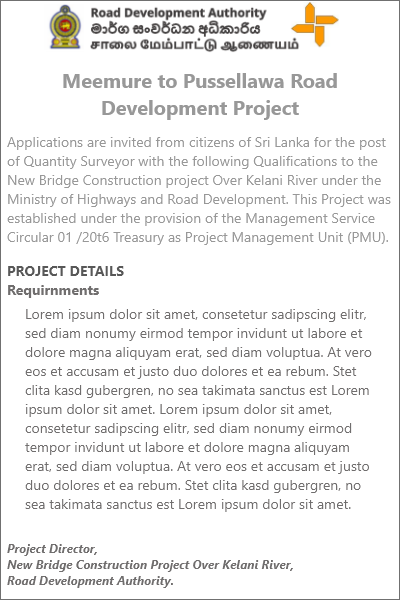 Road Development Authority
මාර්ග සංවර්ධන අධිකාරිය
சாலை மேம்பாட்டு ஆணையம்
Meemure to Pussellawa Road
Development Project
Applications are invited from citizens of Sri Lanka for the post
of Quantity Surveyor with the following Qualifications to the
New Bridge Construction project Over Kelani River under the
Ministry of Highways and Road Development. This Project was
established under the provision of the Management Service
Circular 01 /20t6 Treasury as Project Management Unit (PMU).
PROJECT DETAILS
Requirnments
Lorem ipsum dolor sit amet, consetetur sadipscing elitr,
sed diam nonumy eirmod tempor invidunt ut labore et
dolore magna aliquyam erat, sed diam voluptua. At vero
eos et accusam et justo duo dolores et ea rebum. Stet
clita kasd gubergren, no sea takimata sanctus est Lorem
ipsum dolor sit amet. Lorem ipsum dolor sit amet,
consetetur sadipscing elitr, sed diam nonumy eirmod
tempor invidunt ut labore et dolore magna aliquyam
erat, sed diam voluptua. At vero eos et accusam et justo
duo dolores et ea rebum. Stet clita kasd gubergren, no
sea takimata sanctus est Lorem ipsum dolor sit amet.
Project Director,
New Bridge Construction Project Over Kelani River,
Road Development Authority.